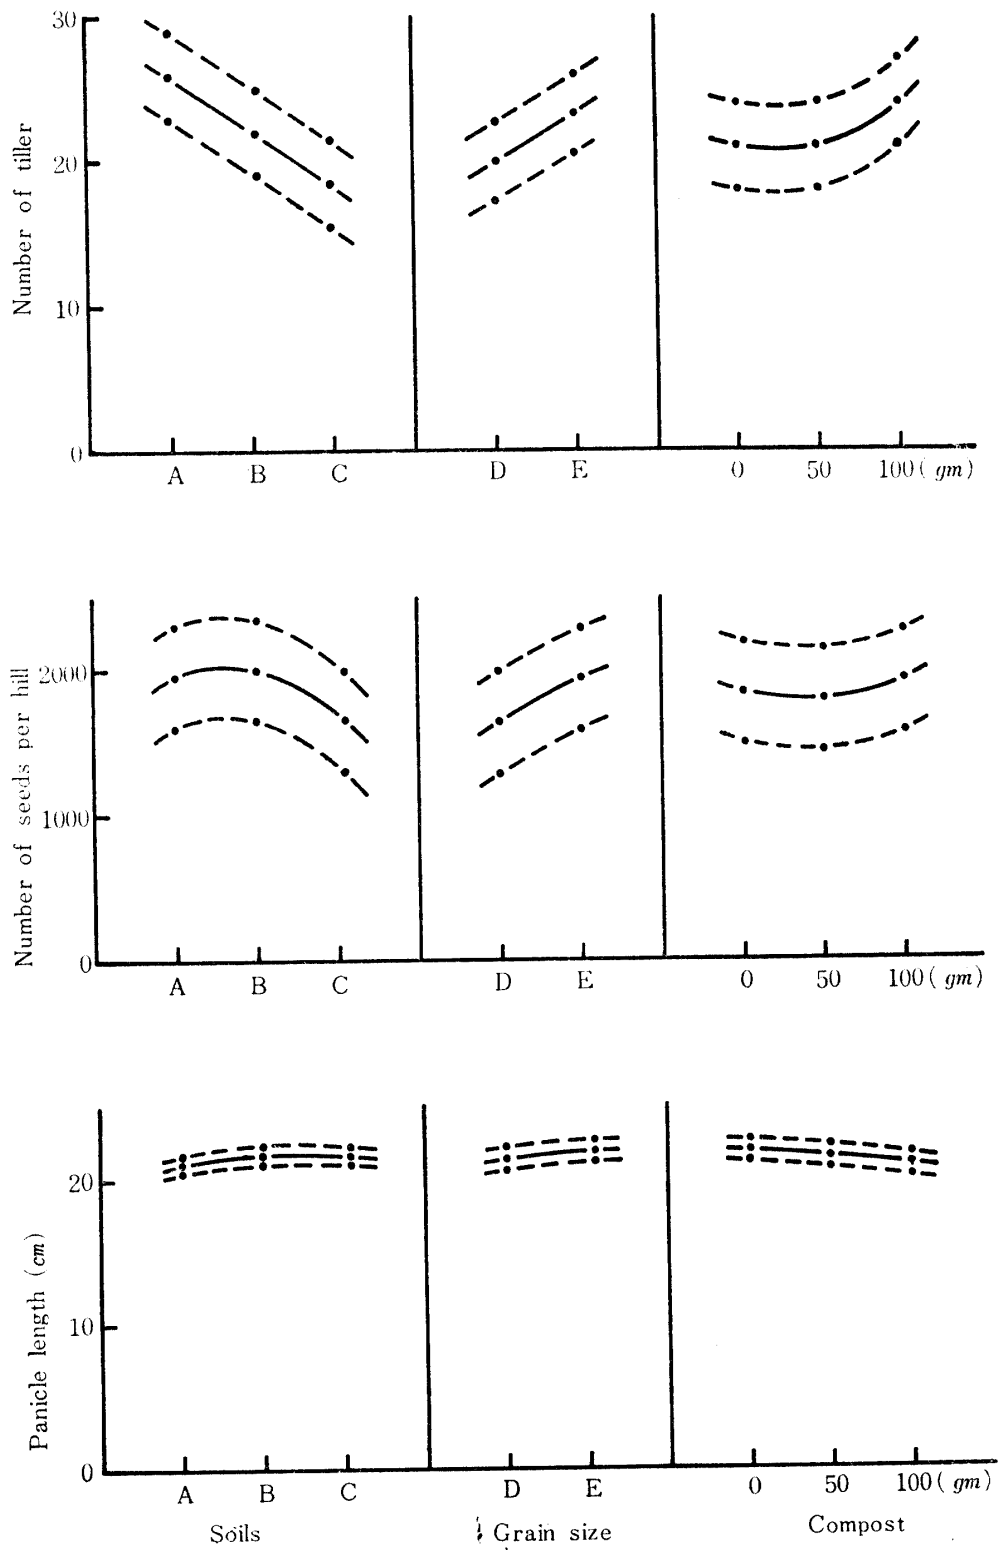 Number of tiller
30
20
10
0
A B C D E 0 50 100 (gm)
Number of seeds per hill
2000
1000
0
A B C D E 0 50 100 (gm)
Panicle length (cm)
20
10
0
A B C D E 0 50 100 (gm)
Soils Grain size Compost